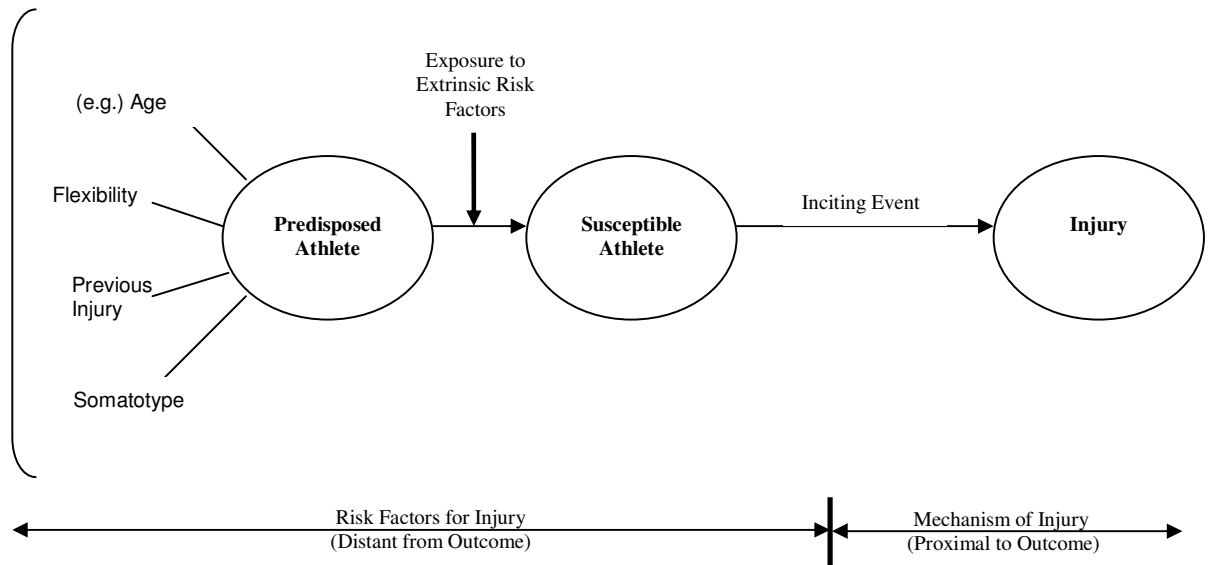 Exposure to
Extrinsic Risk
Factors
(e.g.) Age
Flexibility
Previous
Injury
Somatotype
Predisposed
Athlete
Susceptible
Athlete
Inciting Event
Injury
Risk Factors for Injury
(Distant from Outcome)
Mechanism of Injury
(Proximal to Outcome)